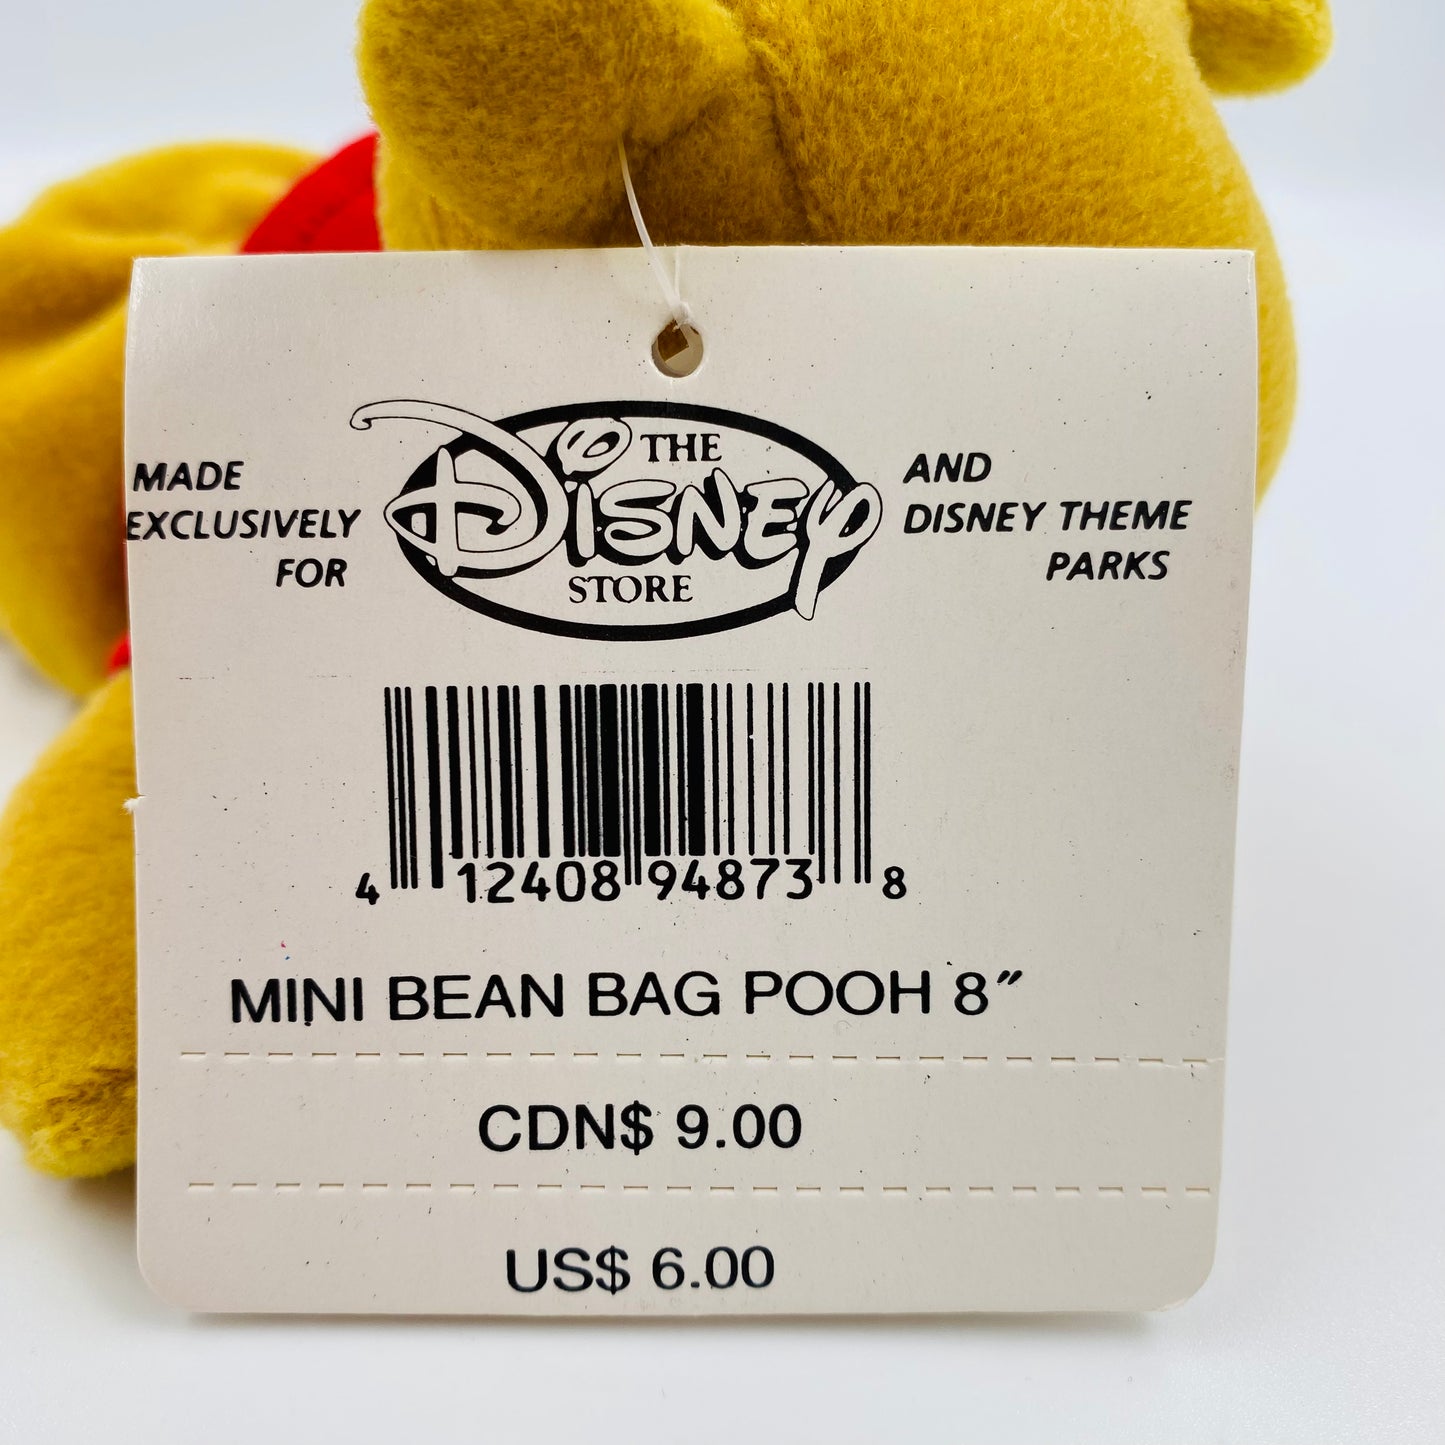 MADE
EXCLUSIVELY
FOR
THE
DISNEY
STORE
AND
DISNEY THEME
PARKS
4 12408 94873 8
MINI BEAN BAG POOH 8″
CDN$ 9.00
US$ 6.00